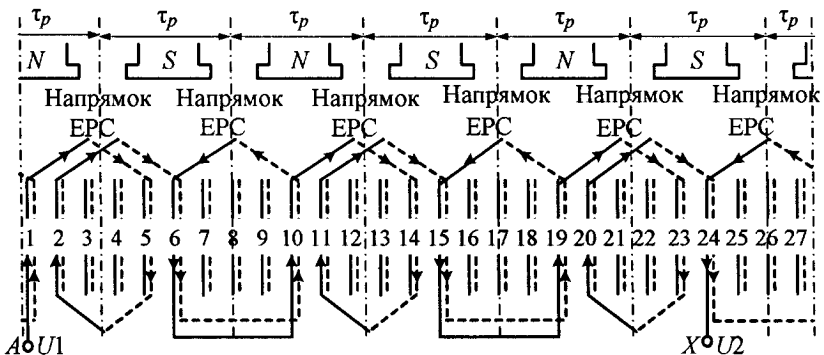 τp τp τp τp τp τp τp
N S N S N S
Напрямок Напрямок Напрямок Напрямок Напрямок Напрямок
ЕРС ЕРС ЕРС ЕРС ЕРС ЕРС
1 2 3 4 5 6 7 8 9 10 11 12 13 14 15 16 17 18 19 20 21 22 23 24 25 26 27
A U1 X U2